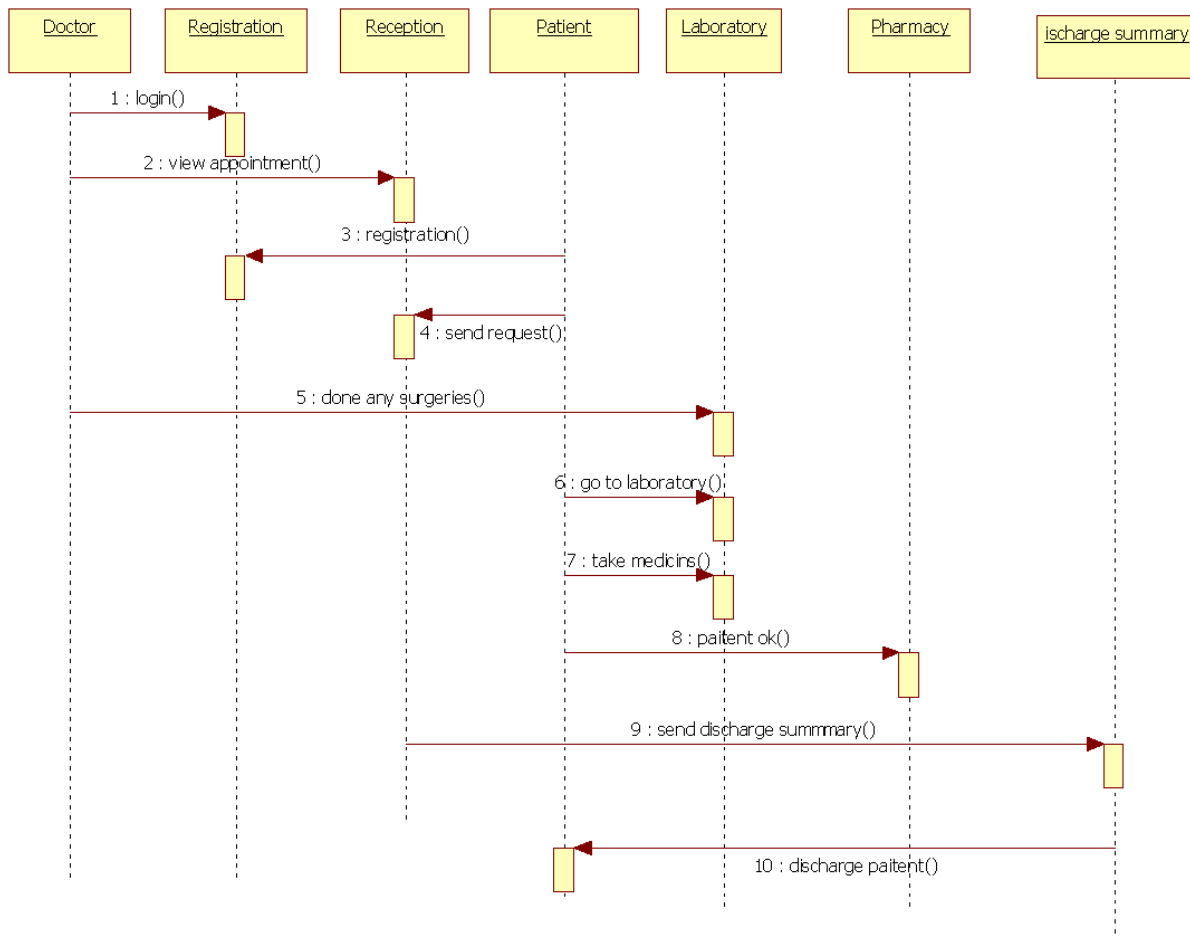 Doctor
Registration
Reception
Patient
Laboratory
Pharmacy
ischarge summary
1 : login()
2 : view appointment()
3 : registration()
4 : send request()
5 : done any surgeries()
6 : go to laboratory()
7 : take medicins()
8 : paitent ok()
9 : send discharge summmary()
10 : discharge paitent()